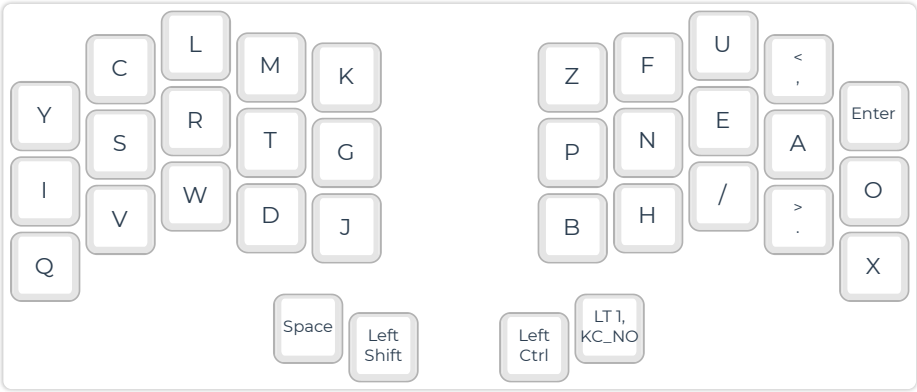 Y C L M K Z F U < , Enter
I S R T G P N E A O
Q V W D J B H / > . X
Space Left Shift Left Ctrl LT 1, KC_NO